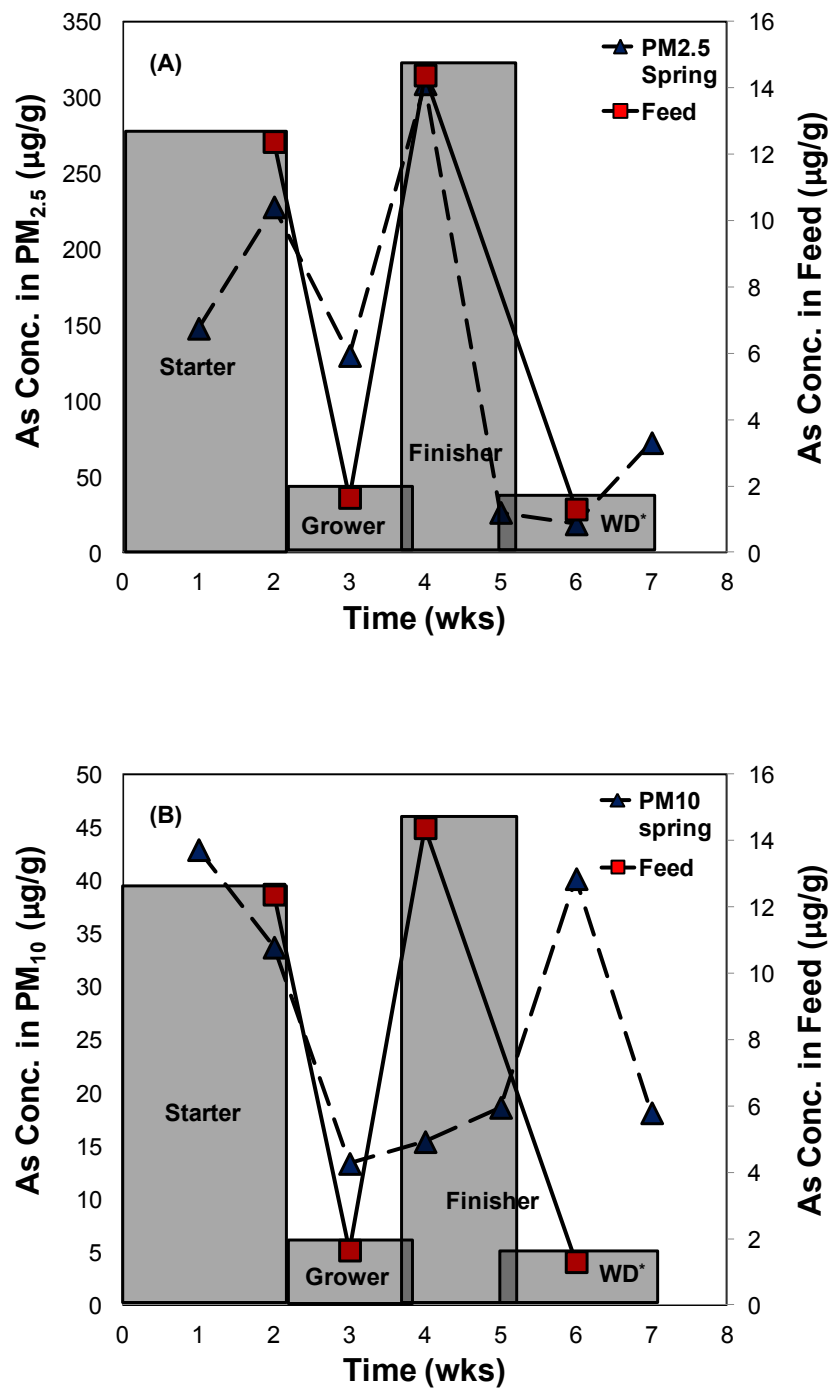 (A)
PM2.5
Spring
Feed
As Conc. in PM2.5 (µg/g)
350
300
250
200
150
100
50
0
As Conc. in Feed (µg/g)
16
14
12
10
8
6
4
2
0
Starter
Grower
Finisher
WD*
0 1 2 3 4 5 6 7 8
Time (wks)
(B)
PM10
spring
Feed
As Conc. in PM10 (µg/g)
50
45
40
35
30
25
20
15
10
5
0
As Conc. in Feed (µg/g)
16
14
12
10
8
6
4
2
0
Starter
Grower
Finisher
WD*
0 1 2 3 4 5 6 7 8
Time (wks)